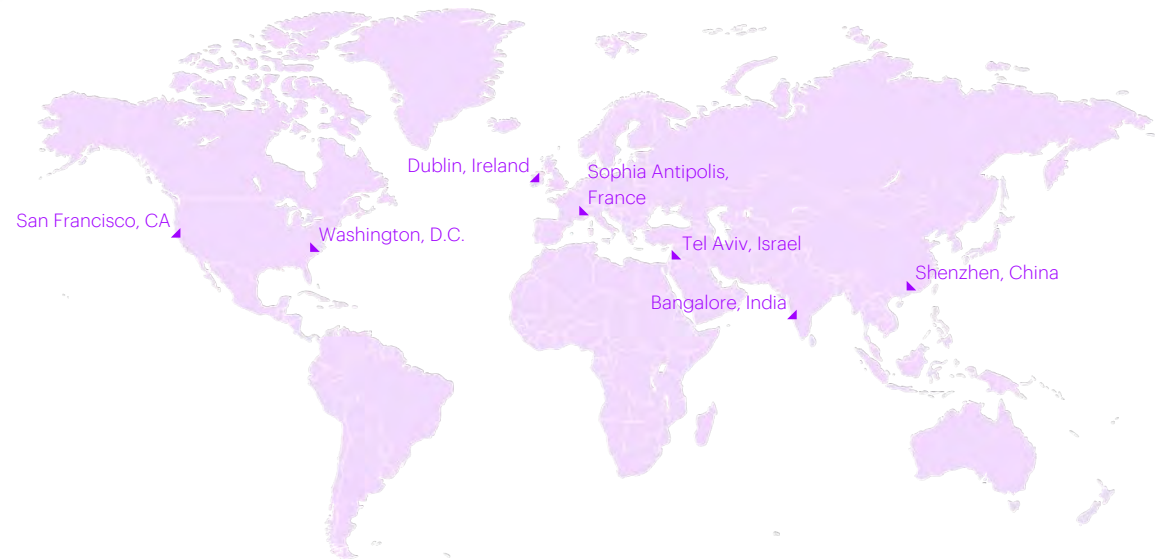 Dublin, Ireland
Sophia Antipolis,
France
San Francisco, CA
Washington, D.C.
Tel Aviv, Israel
Shenzhen, China
Bangalore, India